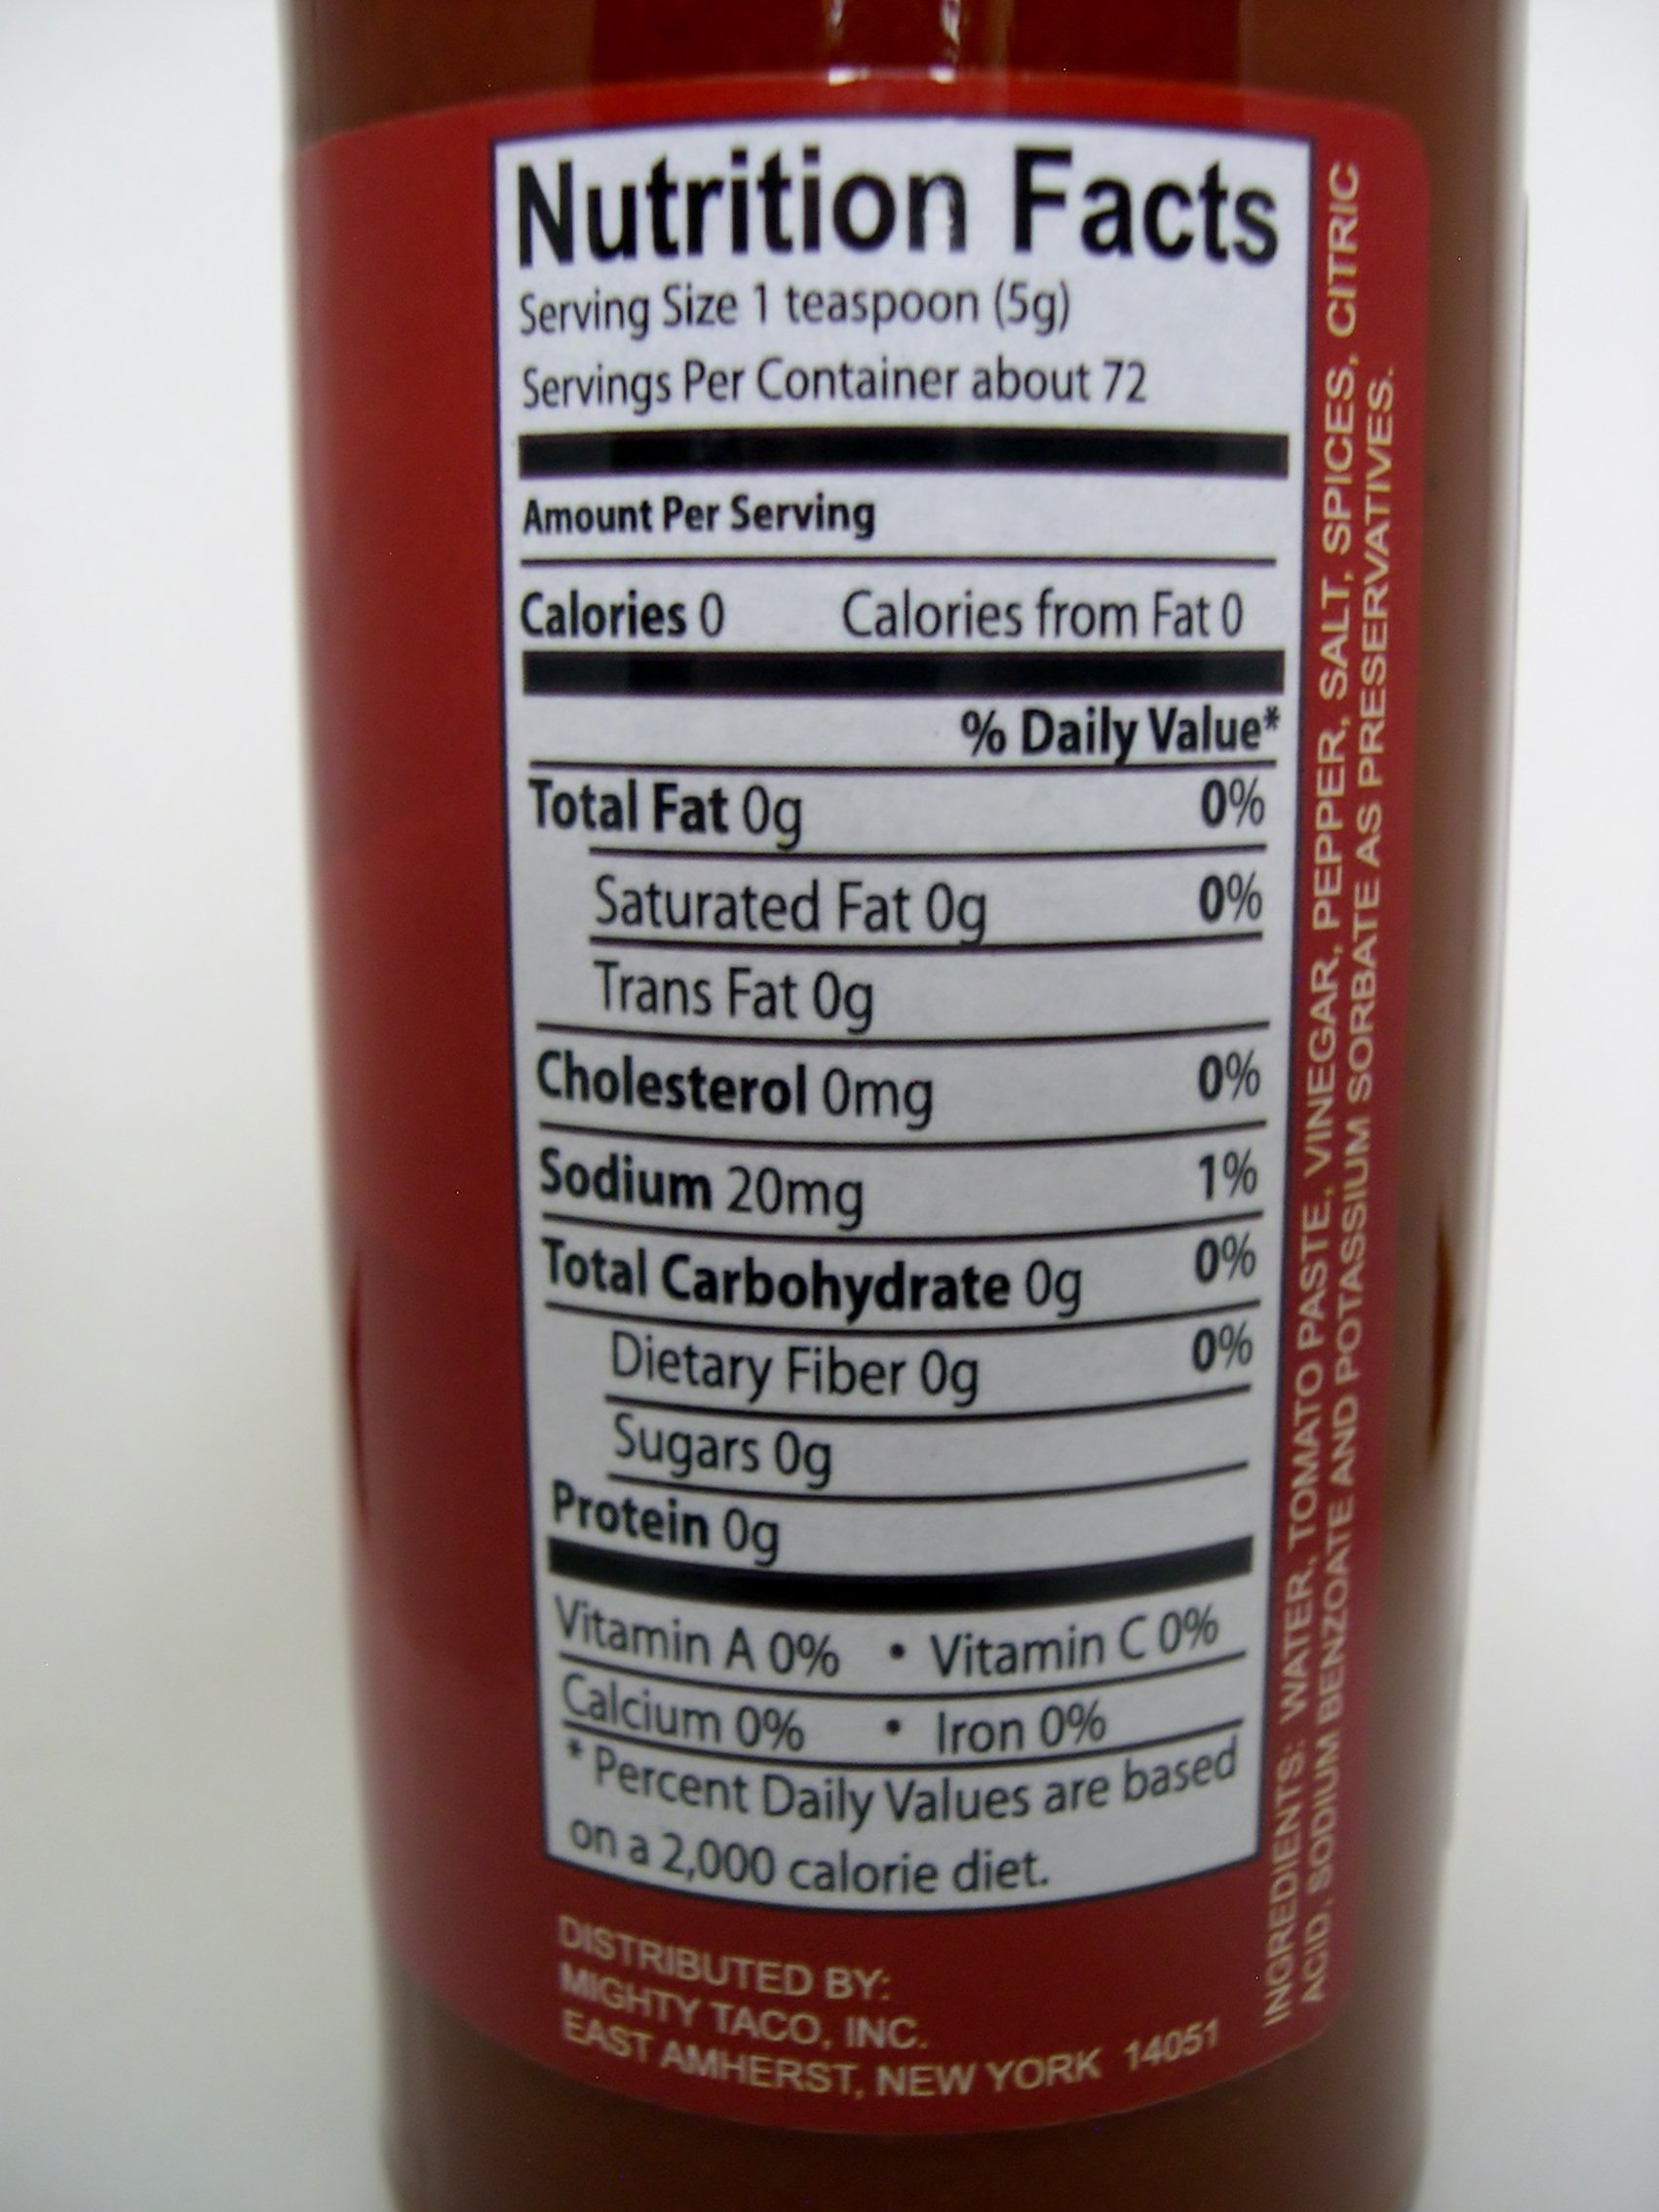 Nutrition Facts
Serving Size 1 teaspoon (5g)
Servings Per Container about 72
Amount Per Serving
Calories 0 Calories from Fat 0
% Daily Value*
Total Fat 0g 0%
Saturated Fat 0g 0%
Trans Fat 0g
Cholesterol 0mg 0%
Sodium 20mg 1%
Total Carbohydrate 0g 0%
Dietary Fiber 0g 0%
Sugars 0g
Protein 0g
Vitamin A 0% • Vitamin C 0%
Calcium 0% • Iron 0%
* Percent Daily Values are based
on a 2,000 calorie diet.
DISTRIBUTED BY:
MIGHTY TACO, INC.
EAST AMHERST, NEW YORK 14051
INGREDIENTS: WATER, TOMATO PASTE, VINEGAR, PEPPER, SALT, SPICES, CITRIC
ACID, SODIUM BENZOATE AND POTASSIUM SORBATE AS PRESERVATIVES.